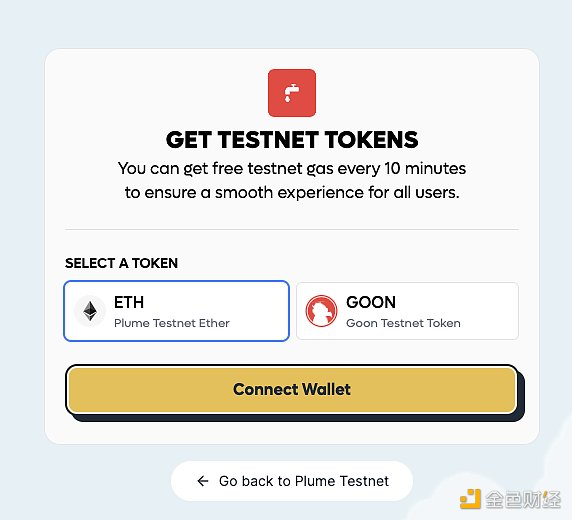 GET TESTNET TOKENS
You can get free testnet gas every 10 minutes
to ensure a smooth experience for all users.
SELECT A TOKEN
ETH
Plume Testnet Ether
GOON
Goon Testnet Token
Connect Wallet
← Go back to Plume Testnet
金色财经